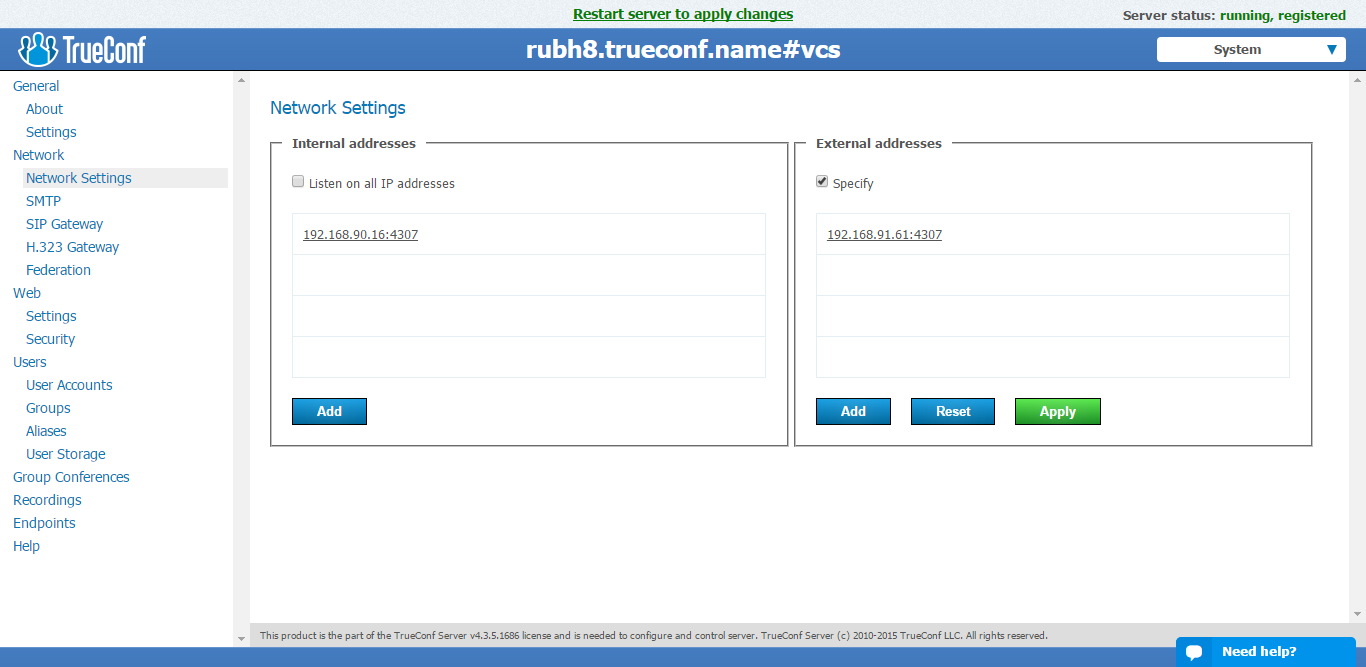 Restart server to apply changes
Server status: running, registered
TrueConf
rubh8.trueconf.name#vcs
System
General
About
Settings
Network
Network Settings
SMTP
SIP Gateway
H.323 Gateway
Federation
Web
Settings
Security
Users
User Accounts
Groups
Aliases
User Storage
Group Conferences
Recordings
Endpoints
Help
Network Settings
Internal addresses
Listen on all IP addresses
192.168.90.16:4307
Add
External addresses
Specify
192.168.91.61:4307
Add Reset Apply
This product is the part of the TrueConf Server v4.3.5.1686 license and is needed to configure and control server. TrueConf Server (c) 2010-2015 TrueConf LLC. All rights reserved.
Need help?